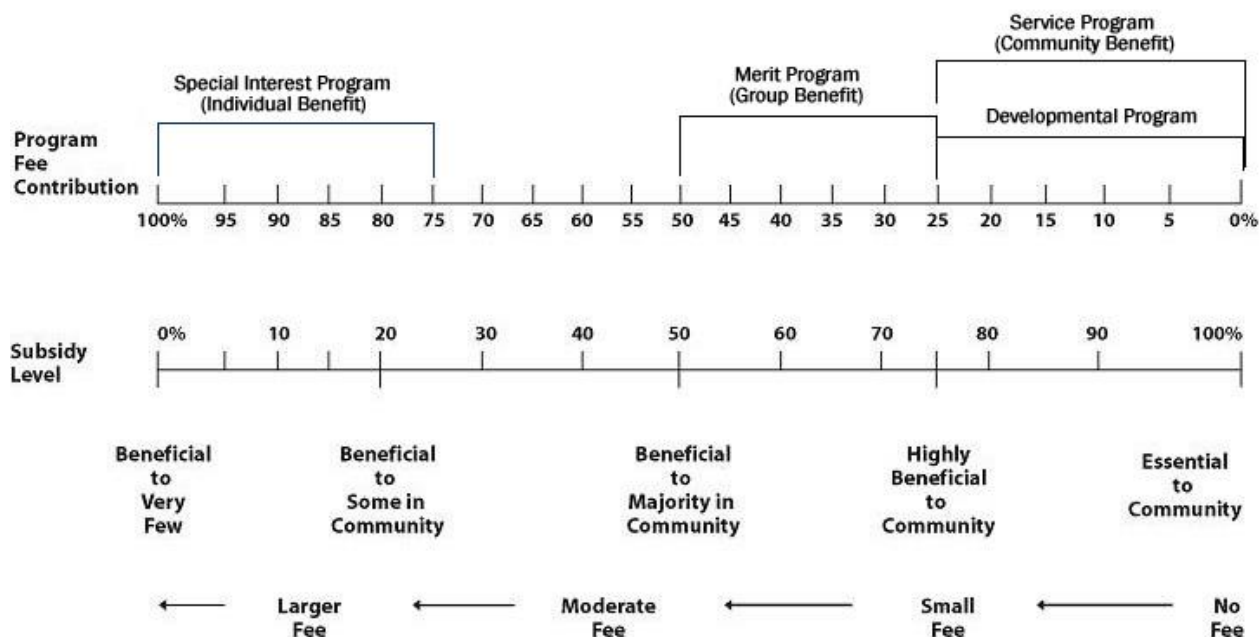 Service Program
(Community Benefit)
Special Interest Program
(Individual Benefit)
Merit Program
(Group Benefit)
Developmental Program
Program
Fee
Contribution
100% 95 90 85 80 75 70 65 60 55 50 45 40 35 30 25 20 15 10 5 0%
Subsidy
Level
0% 10 20 30 40 50 60 70 80 90 100%
Beneficial
to
Very
Few
Beneficial
to
Some in
Community
Beneficial
to
Majority in
Community
Highly
Beneficial
to
Community
Essential
to
Community
Larger
Fee
Moderate
Fee
Small
Fee
No
Fee